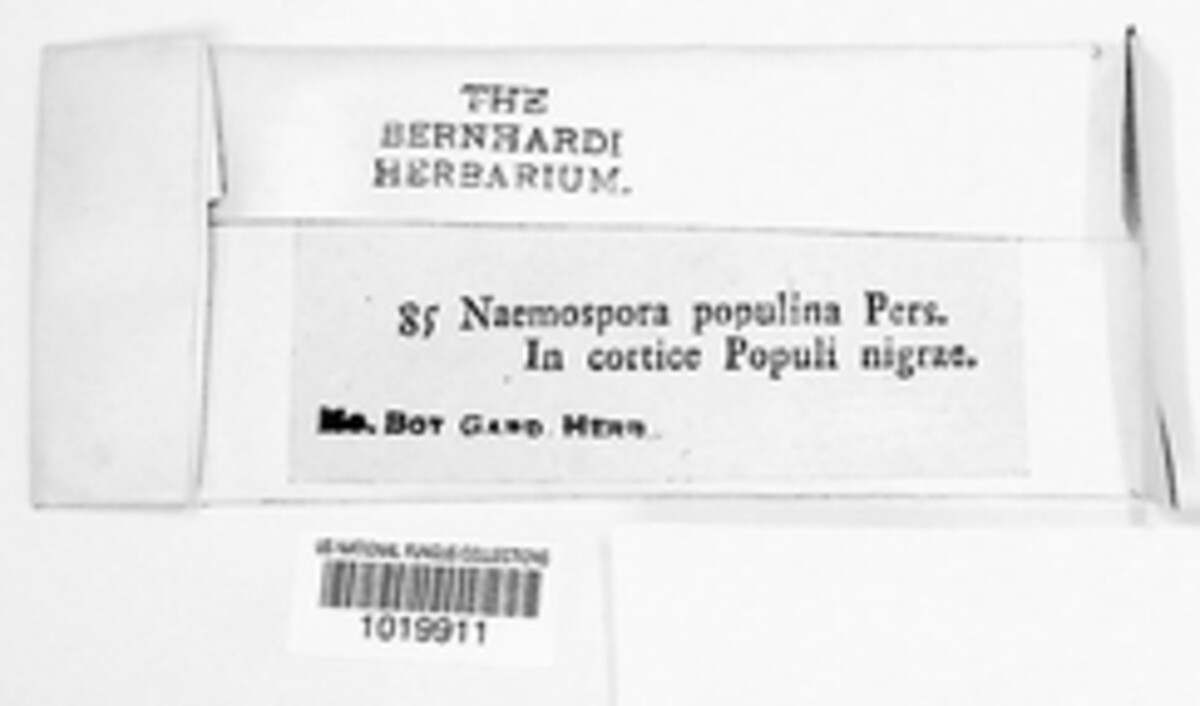 THE
BERNHARDI
HERBARIUM.
85 Naemospora populina Pers.
In cortice Populi nigrae.
Mo. BOT GARD. HERB.
US NATIONAL FUNGUS COLLECTIONS
1019911